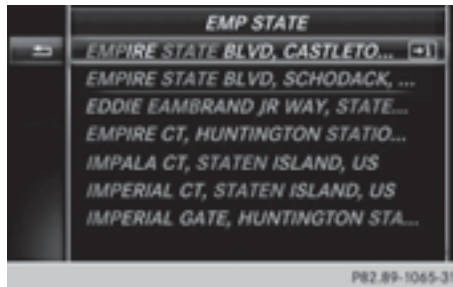 EMP STATE
EMPIRE STATE BLVD, CASTLETO...
EMPIRE STATE BLVD, SCHODACK, ...
EDDIE EAMBRAND JR WAY, STATE...
EMPIRE CT, HUNTINGTON STATIO...
IMPALA CT, STATEN ISLAND, US
IMPERIAL CT, STATEN ISLAND, US
IMPERIAL GATE, HUNTINGTON STA...
P82.89-1065-31